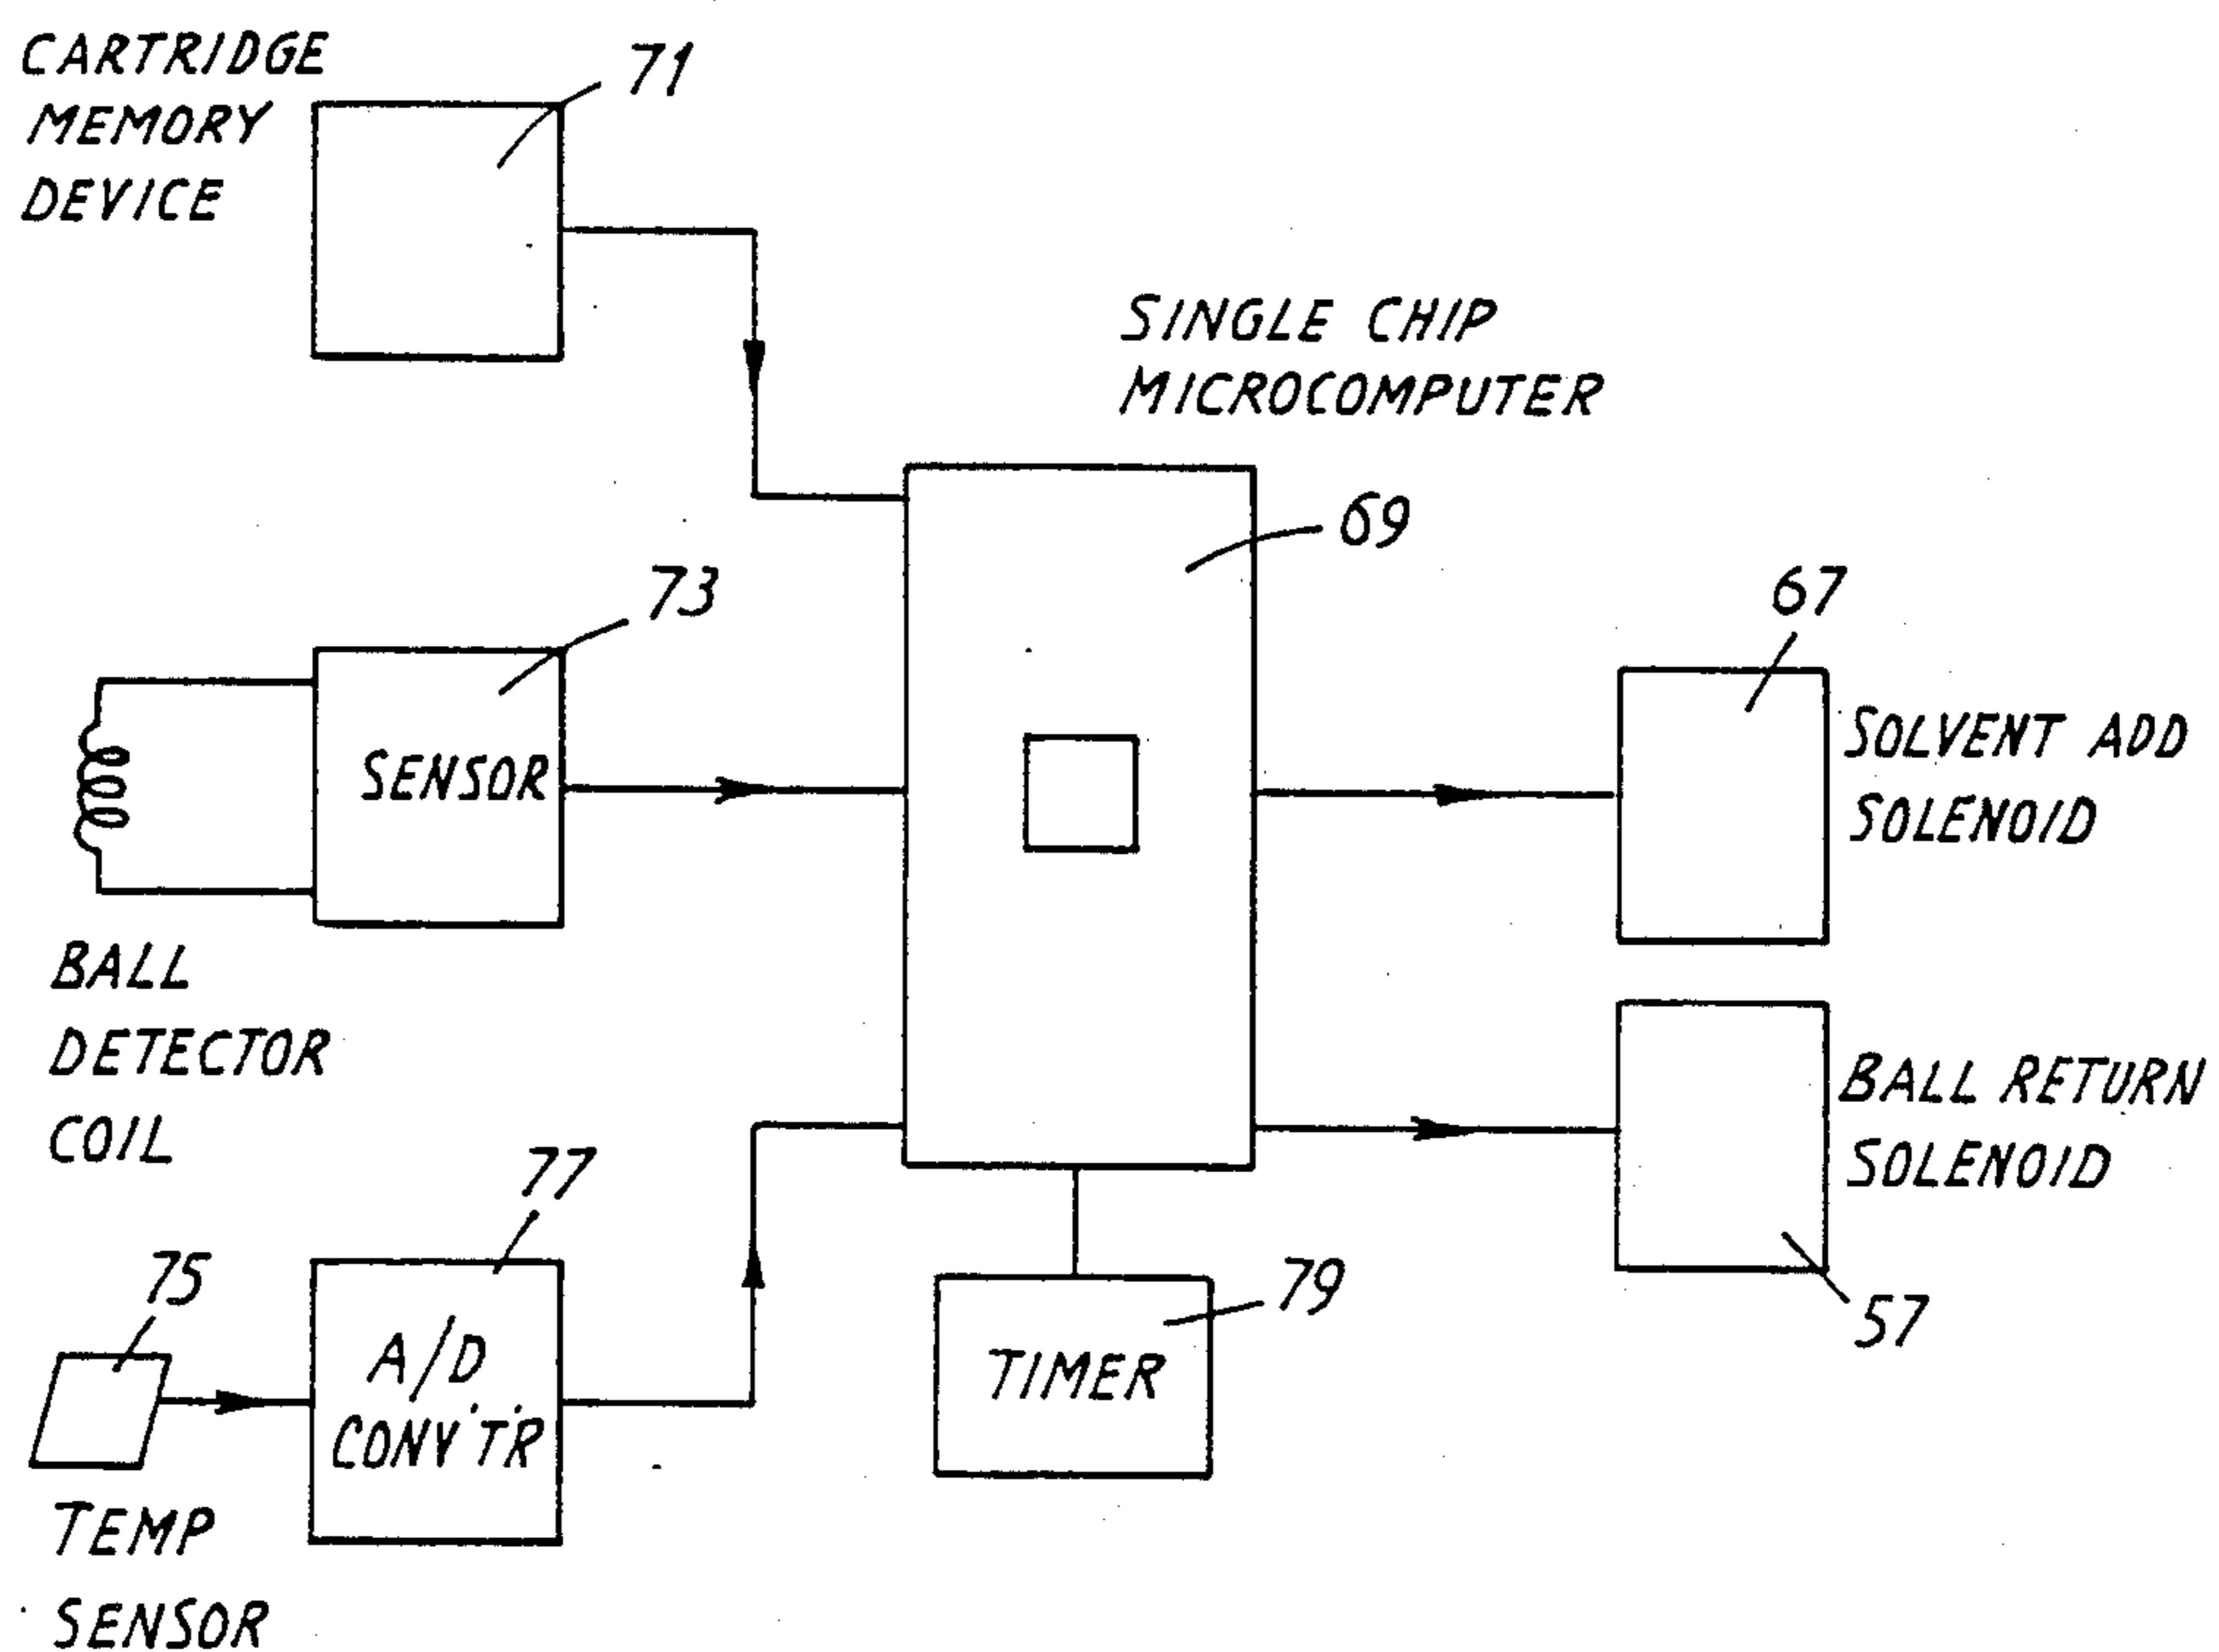 CARTRIDGE
MEMORY
DEVICE
71
SINGLE CHIP
MICROCOMPUTER
69
73
SENSOR
BALL
DETECTOR
COIL
67
SOLVENT ADD
SOLENOID
BALL RETURN
SOLENOID
57
77
75
A/D
CONV'T'R
TEMP
SENSOR
79
TIMER